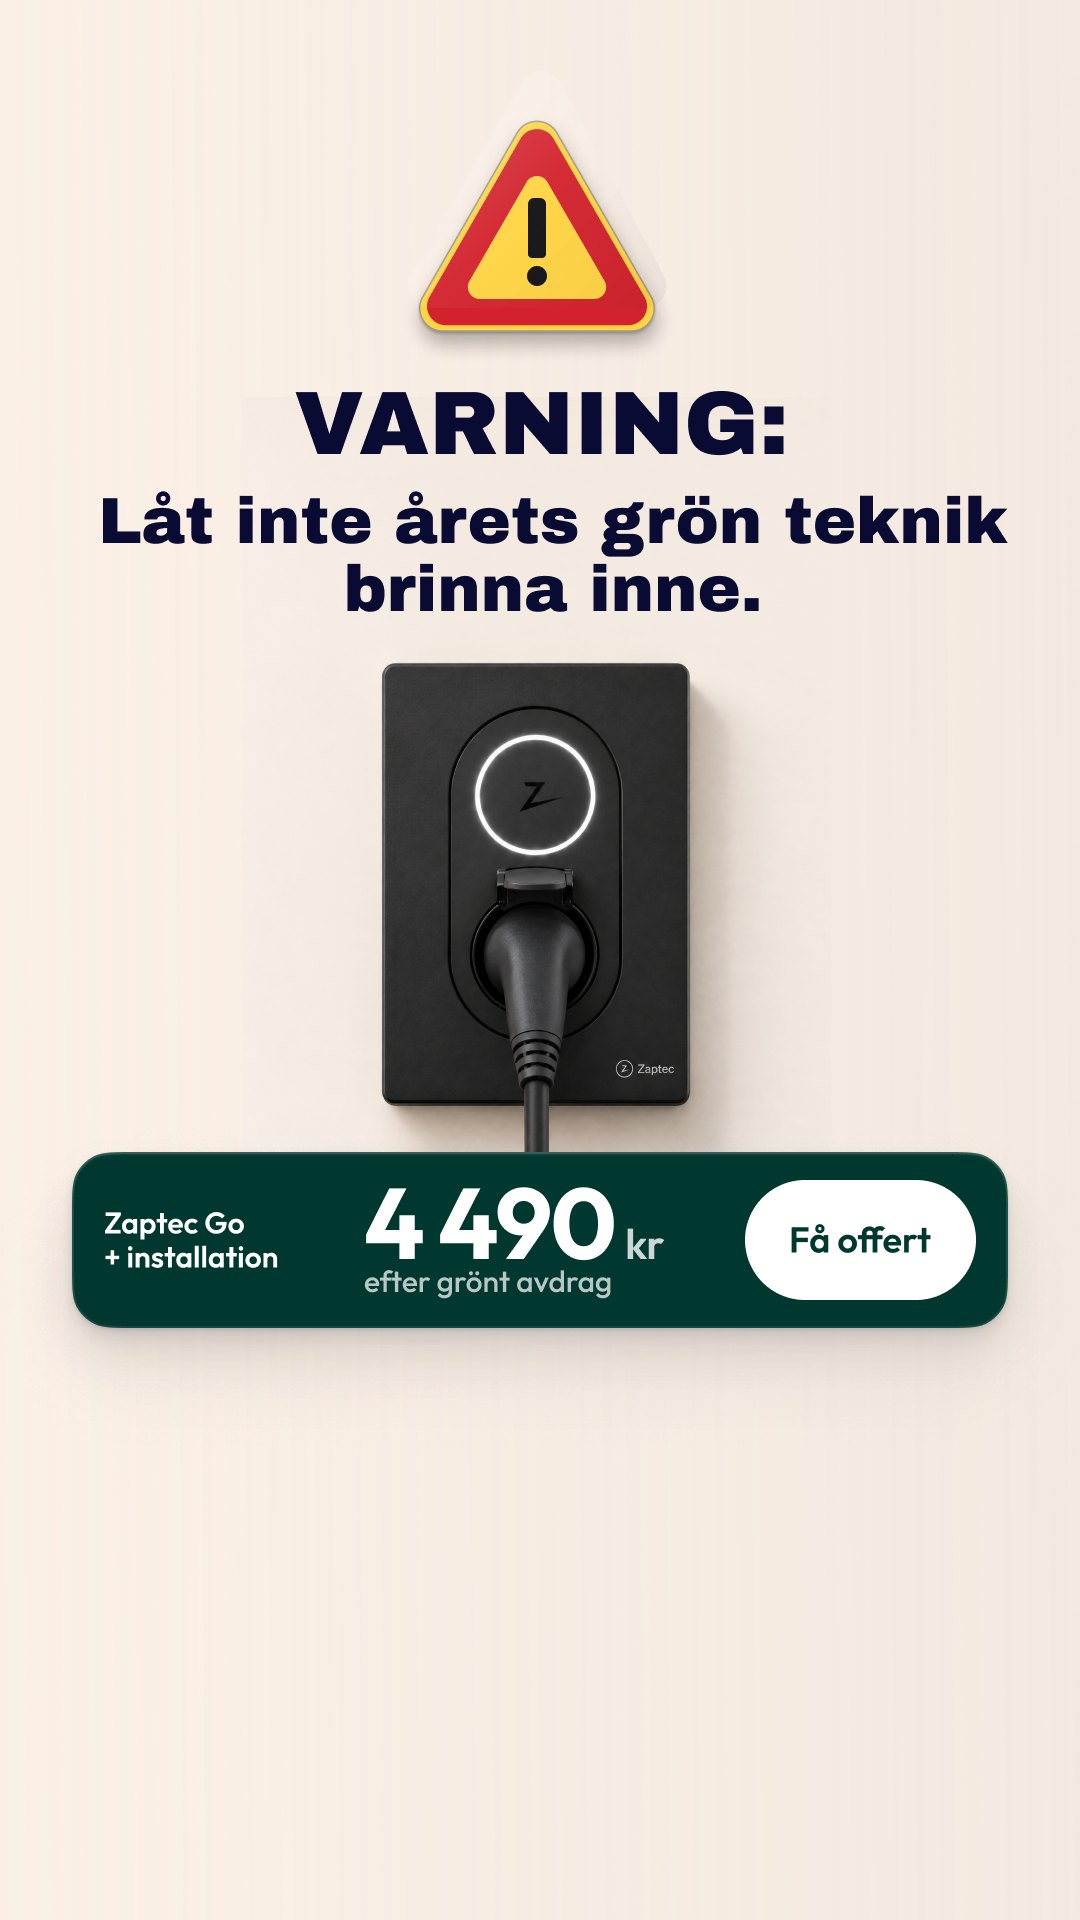 VARNING:
Låt inte årets grön teknik
brinna inne.
Zaptec
Zaptec Go
+ installation
4 490 kr
efter grönt avdrag
Få offert